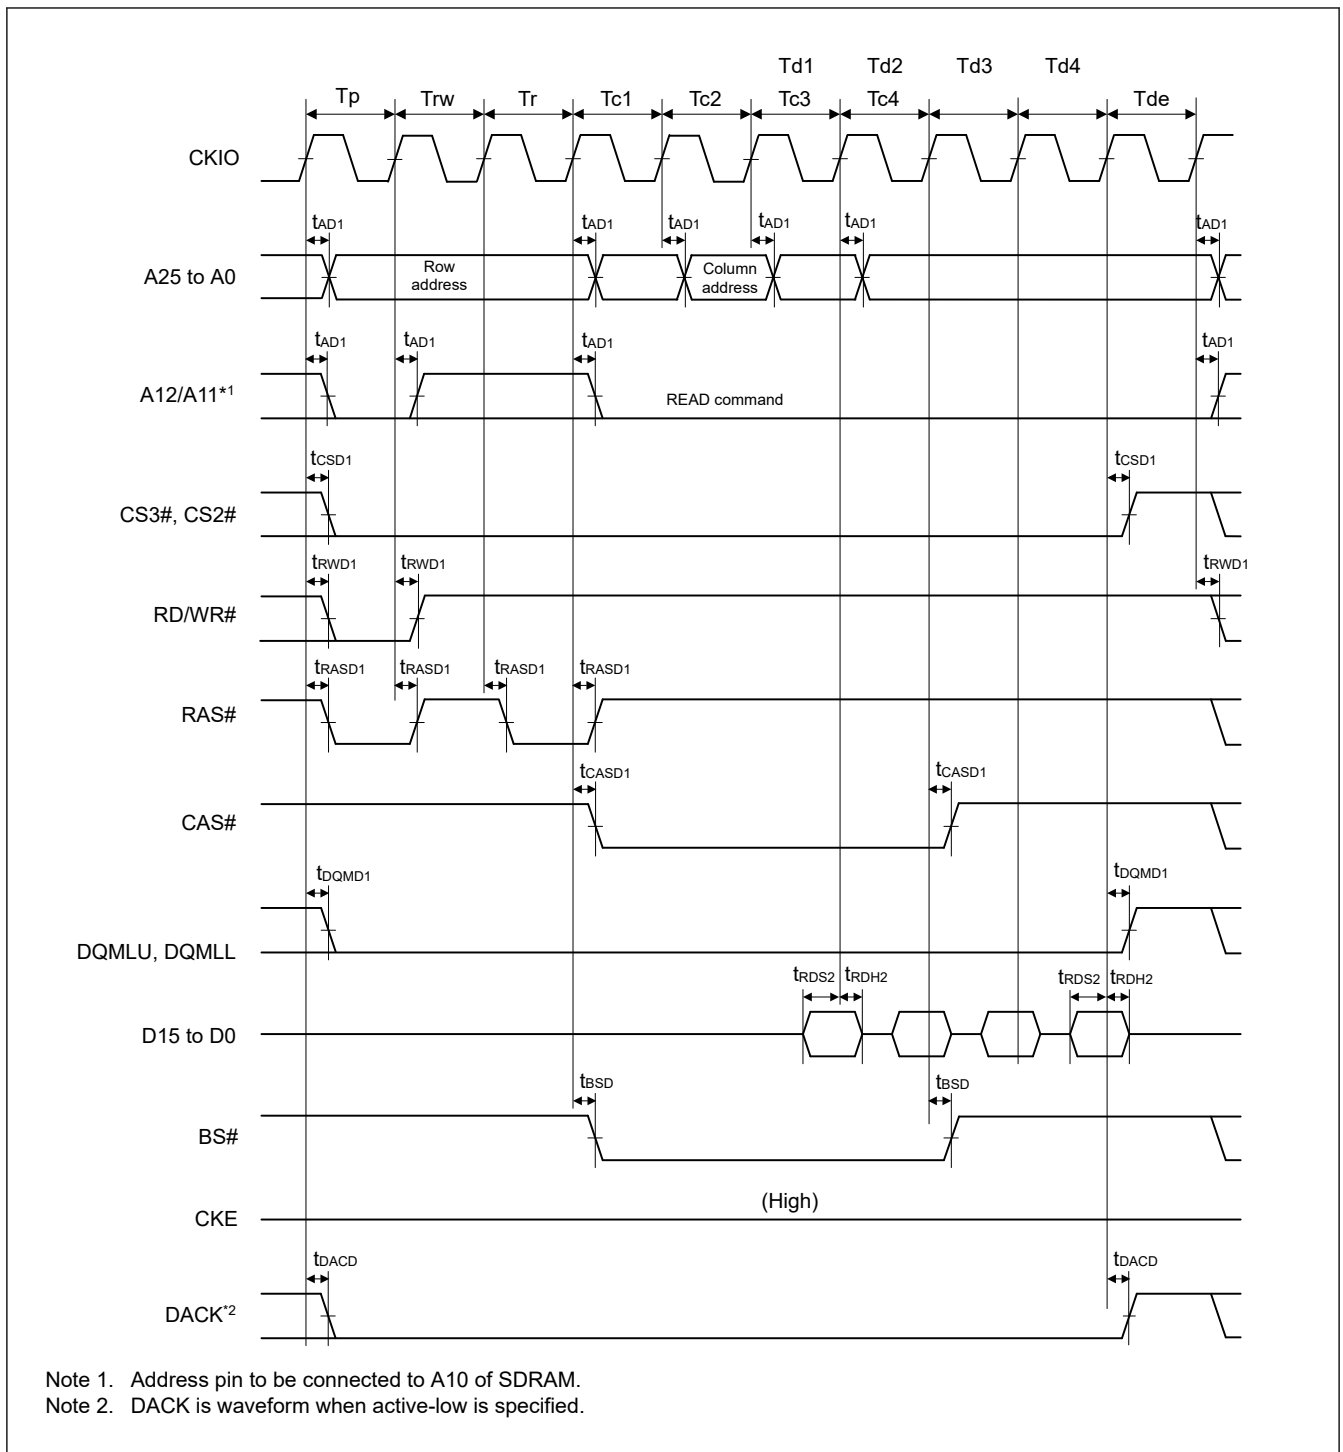 Td1 Td2 Td3 Td4
Tp Trw Tr Tc1 Tc2 Tc3 Tc4 Tde
CKIO
tAD1 tAD1 tAD1 tAD1 tAD1 tAD1
A25 to A0
Row
address
Column
address
tAD1 tAD1 tAD1 tAD1
A12/A11*1
READ command
tCSD1 tCSD1
CS3#, CS2#
tRWD1 tRWD1 tRWD1
RD/WR#
tRASD1 tRASD1 tRASD1 tRASD1
RAS#
tCASD1 tCASD1
CAS#
tDQMD1 tDQMD1
DQMLU, DQMLL
tRDS2 tRDH2 tRDS2 tRDH2
D15 to D0
tBSD tBSD
BS#
(High)
CKE
tDACD tDACD
DACK*2
Note 1. Address pin to be connected to A10 of SDRAM.
Note 2. DACK is waveform when active-low is specified.